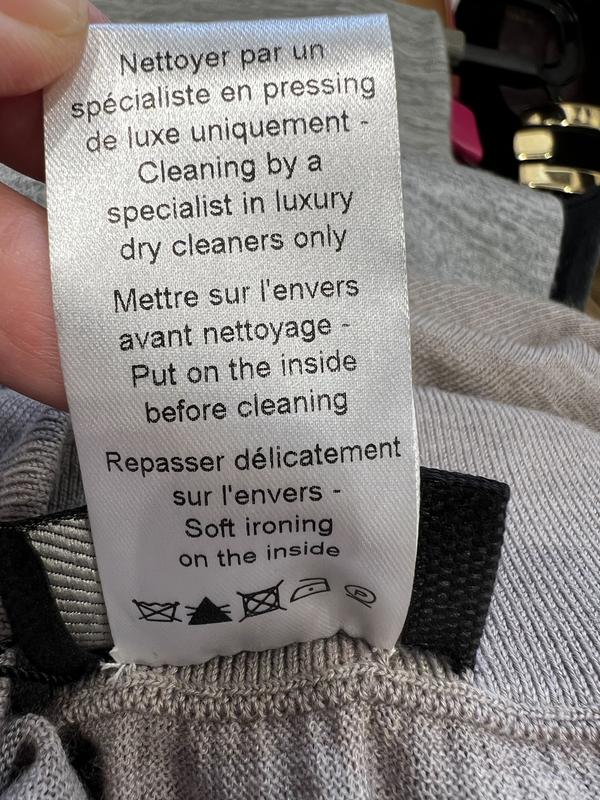 Nettoyer par un
spécialiste en pressing
de luxe uniquement -
Cleaning by a
specialist in luxury
dry cleaners only
Mettre sur l'envers
avant nettoyage -
Put on the inside
before cleaning
Repasser délicatement
sur l'envers -
Soft ironing
on the inside
P